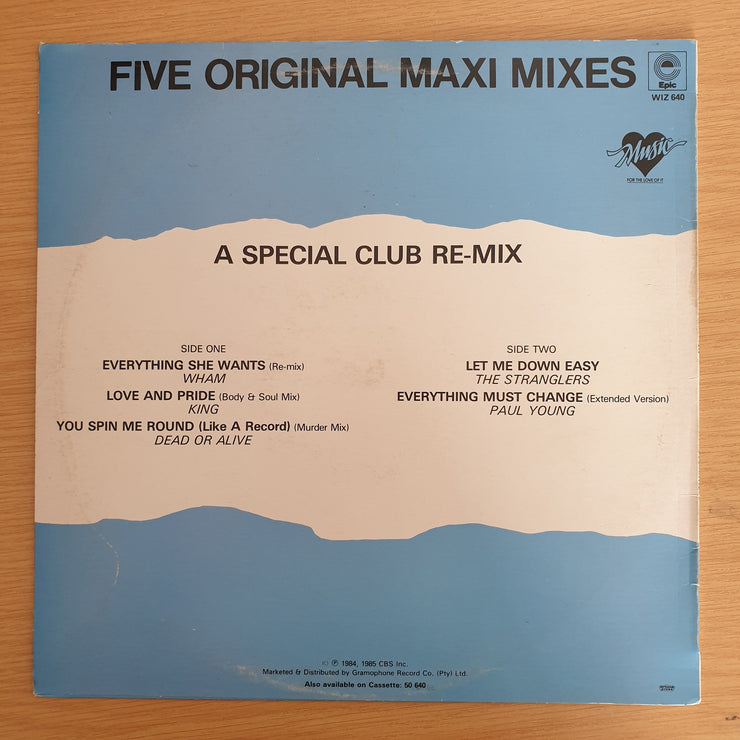 FIVE ORIGINAL MAXI MIXES
Epic
WIZ 640
Music
FOR THE LOVE OF IT
A SPECIAL CLUB RE-MIX
SIDE ONE
EVERYTHING SHE WANTS (Re-mix)
WHAM
LOVE AND PRIDE (Body & Soul Mix)
KING
YOU SPIN ME ROUND (Like A Record) (Murder Mix)
DEAD OR ALIVE
SIDE TWO
LET ME DOWN EASY
THE STRANGLERS
EVERYTHING MUST CHANGE (Extended Version)
PAUL YOUNG
© ℗ 1984, 1985 CBS Inc.
Marketed & Distributed by Gramophone Record Co. (Pty) Ltd.
Also available on Cassette: 50 640